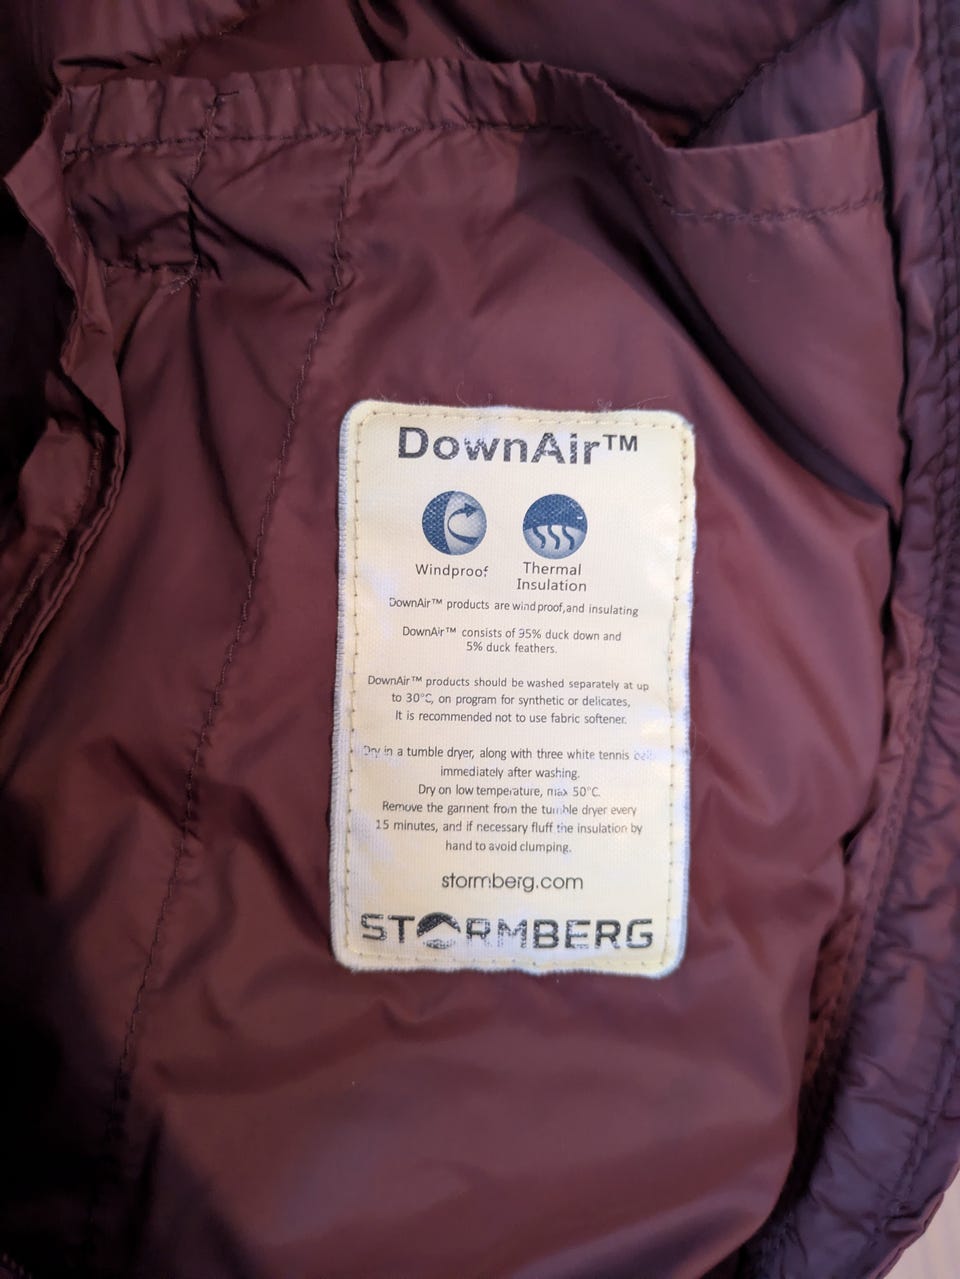 DownAir™
Windproof
Thermal
Insulation
DownAir™ products are windproof, and insulating
DownAir™ consists of 95% duck down and
5% duck feathers.
DownAir™ products should be washed separately at up
to 30°C, on program for synthetic or delicates,
It is recommended not to use fabric softener.
Dry in a tumble dryer, along with three white tennis balls
immediately after washing.
Dry on low temperature, max 50°C.
Remove the garment from the tumble dryer every
15 minutes, and if necessary fluff the insulation by
hand to avoid clumping.
stormberg.com
STORMBERG